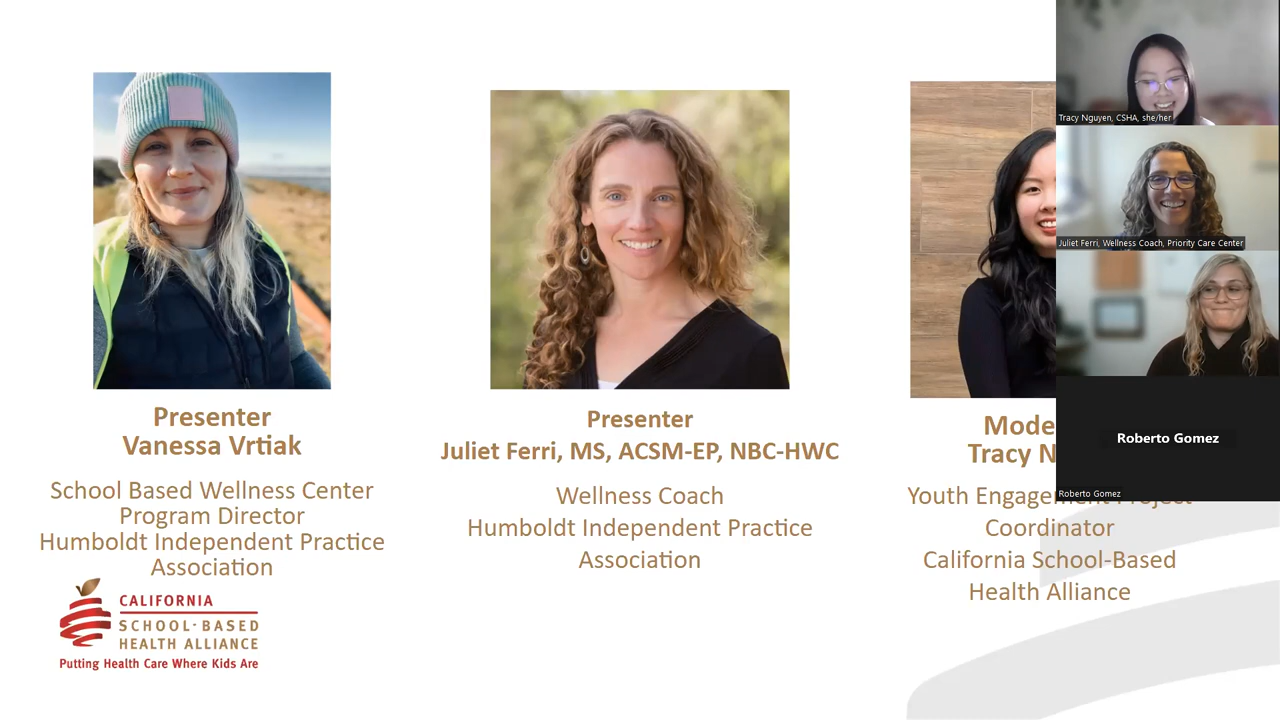 Presenter
Vanessa Vrtiak
School Based Wellness Center
Program Director
Humboldt Independent Practice
Association
Presenter
Juliet Ferri, MS, ACSM-EP, NBC-HWC
Wellness Coach
Humboldt Independent Practice
Association
Mode
Tracy N
Youth Engagement Project
Coordinator
California School-Based
Health Alliance
CALIFORNIA
SCHOOL-BASED
HEALTH ALLIANCE
Putting Health Care Where Kids Are
Tracy Nguyen, CSHA, she/her
Juliet Ferri, Wellness Coach, Priority Care Center
Roberto Gomez
Roberto Gomez